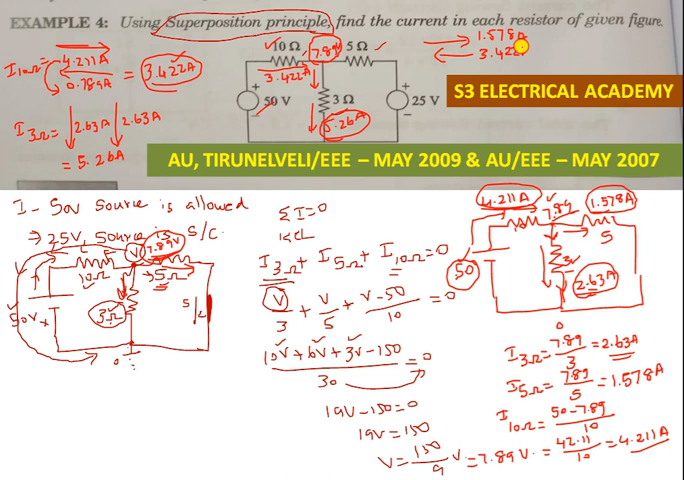 EXAMPLE 4: Using Superposition principle, find the current in each resistor of given figure.
10 Ω 7.89V 5 Ω
3.422A
50 V 3 Ω 25 V
5.26A
I10Ω = 4.211A
0.789A
= 3.422A
I3Ω = 2.63A 2.63A
= 5.26A
1.578A
3.42
S3 ELECTRICAL ACADEMY
AU, TIRUNELVELI/EEE – MAY 2009 & AU/EEE – MAY 2007
I - 50V Source is allowed
⇒ 25V, Source is S/C
7.89V
V
10Ω 5Ω
50V 3Ω
0
ΣI=0
KCL
I3Ω + I5Ω + I10Ω = 0
V/3 + V/5 + (V-50)/10 = 0
(10V + 6V + 3V - 150)/30 = 0
19V - 150 = 0
19V = 150
V = 150/9 V = 7.89V.
4.211A 7.89 1.578A
5
50
2.63A
0
I3Ω = 7.89/3 = 2.63A
I5Ω = 7.89/5 = 1.578A
I10Ω = (50-7.89)/10
= 42.11/10 = 4.211A